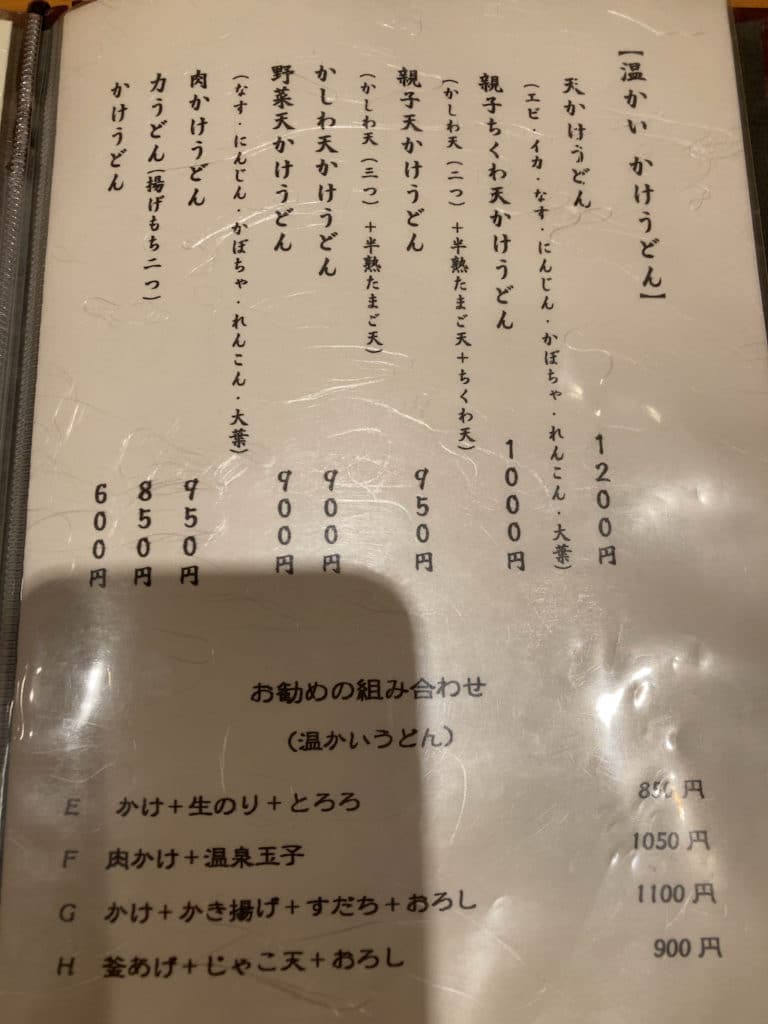 【温かい かけうどん】
天かけうどん 1200円
(エビ・イカ・なす・にんじん・かぼちゃ・れんこん・大葉)
親子ちくわ天かけうどん 1000円
(かしわ天(二つ)+半熟たまご天+ちくわ天)
親子天かけうどん 950円
(かしわ天(三つ)+半熟たまご天)
かしわ天かけうどん 900円
野菜天かけうどん 900円
(なす・にんじん・かぼちゃ・れんこん・大葉)
肉かけうどん 950円
力うどん(揚げもち二つ) 850円
かけうどん 600円
お勧めの組み合わせ
(温かいうどん)
E かけ+生のり+とろろ 円
F 肉かけ+温泉玉子 1050円
G かけ+かき揚げ+すだち+おろし 1100円
H 釜あげ+じゃこ天+おろし 900円